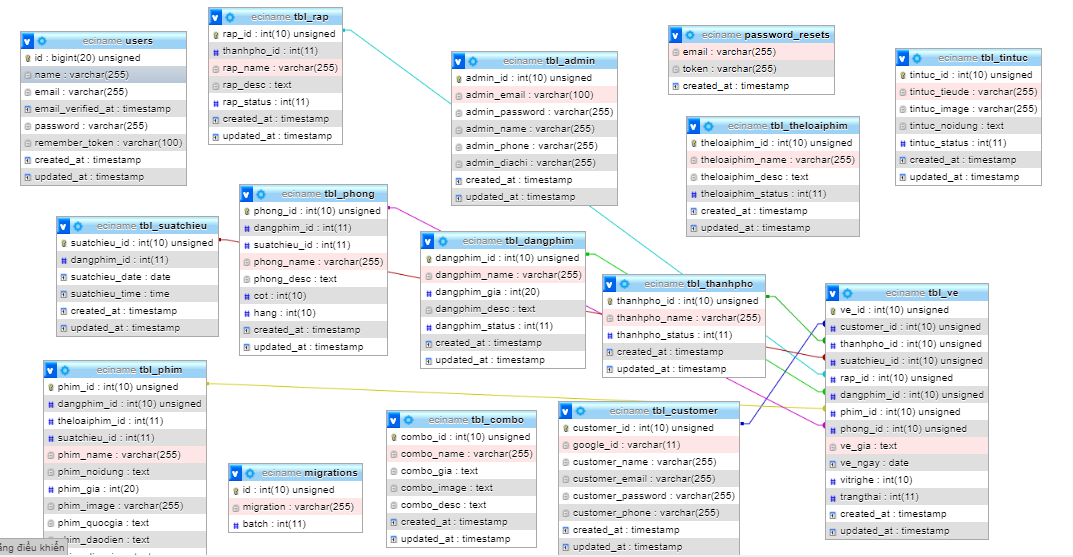 eciname users
id : bigint(20) unsigned
name : varchar(255)
email : varchar(255)
email_verified_at : timestamp
password : varchar(255)
remember_token : varchar(100)
created_at : timestamp
updated_at : timestamp
eciname tbl_rap
rap_id : int(10) unsigned
thanhpho_id : int(11)
rap_name : varchar(255)
rap_desc : text
rap_status : int(11)
created_at : timestamp
updated_at : timestamp
eciname tbl_admin
admin_id : int(10) unsigned
admin_email : varchar(100)
admin_password : varchar(255)
admin_name : varchar(255)
admin_phone : varchar(255)
admin_diachi : varchar(255)
created_at : timestamp
updated_at : timestamp
eciname password_resets
email : varchar(255)
token : varchar(255)
created_at : timestamp
eciname tbl_tintuc
tintuc_id : int(10) unsigned
tintuc_tieude : varchar(255)
tintuc_image : varchar(255)
tintuc_noidung : text
tintuc_status : int(11)
created_at : timestamp
updated_at : timestamp
eciname tbl_theloaiphim
theloaiphim_id : int(10) unsigned
theloaiphim_name : varchar(255)
theloaiphim_desc : text
theloaiphim_status : int(11)
created_at : timestamp
updated_at : timestamp
eciname tbl_suatchieu
suatchieu_id : int(10) unsigned
dangphim_id : int(11)
suatchieu_date : date
suatchieu_time : time
created_at : timestamp
updated_at : timestamp
eciname tbl_phong
phong_id : int(10) unsigned
dangphim_id : int(11)
suatchieu_id : int(11)
phong_name : varchar(255)
phong_desc : text
cot : int(10)
hang : int(10)
created_at : timestamp
updated_at : timestamp
eciname tbl_dangphim
dangphim_id : int(10) unsigned
dangphim_name : varchar(255)
dangphim_gia : int(20)
dangphim_desc : text
dangphim_status : int(11)
created_at : timestamp
updated_at : timestamp
eciname tbl_thanhpho
thanhpho_id : int(10) unsigned
thanhpho_name : varchar(255)
thanhpho_status : int(11)
created_at : timestamp
updated_at : timestamp
eciname tbl_ve
ve_id : int(10) unsigned
customer_id : int(10) unsigned
thanhpho_id : int(10) unsigned
suatchieu_id : int(10) unsigned
rap_id : int(10) unsigned
dangphim_id : int(10) unsigned
phim_id : int(10) unsigned
phong_id : int(10) unsigned
ve_gia : text
ve_ngay : date
vitrighe : int(10)
trangthai : int(11)
created_at : timestamp
updated_at : timestamp
eciname tbl_phim
phim_id : int(10) unsigned
dangphim_id : int(10) unsigned
theloaiphim_id : int(11)
suatchieu_id : int(11)
phim_name : varchar(255)
phim_noidung : text
phim_gia : int(20)
phim_image : varchar(255)
phim_quocgia : text
phim_daodien : text
điều khiển
eciname migrations
id : int(10) unsigned
migration : varchar(255)
batch : int(11)
eciname tbl_combo
combo_id : int(10) unsigned
combo_name : varchar(255)
combo_gia : text
combo_image : text
combo_desc : text
created_at : timestamp
updated_at : timestamp
eciname tbl_customer
customer_id : int(10) unsigned
google_id : varchar(11)
customer_name : varchar(255)
customer_email : varchar(255)
customer_password : varchar(255)
customer_phone : varchar(255)
created_at : timestamp
updated_at : timestamp